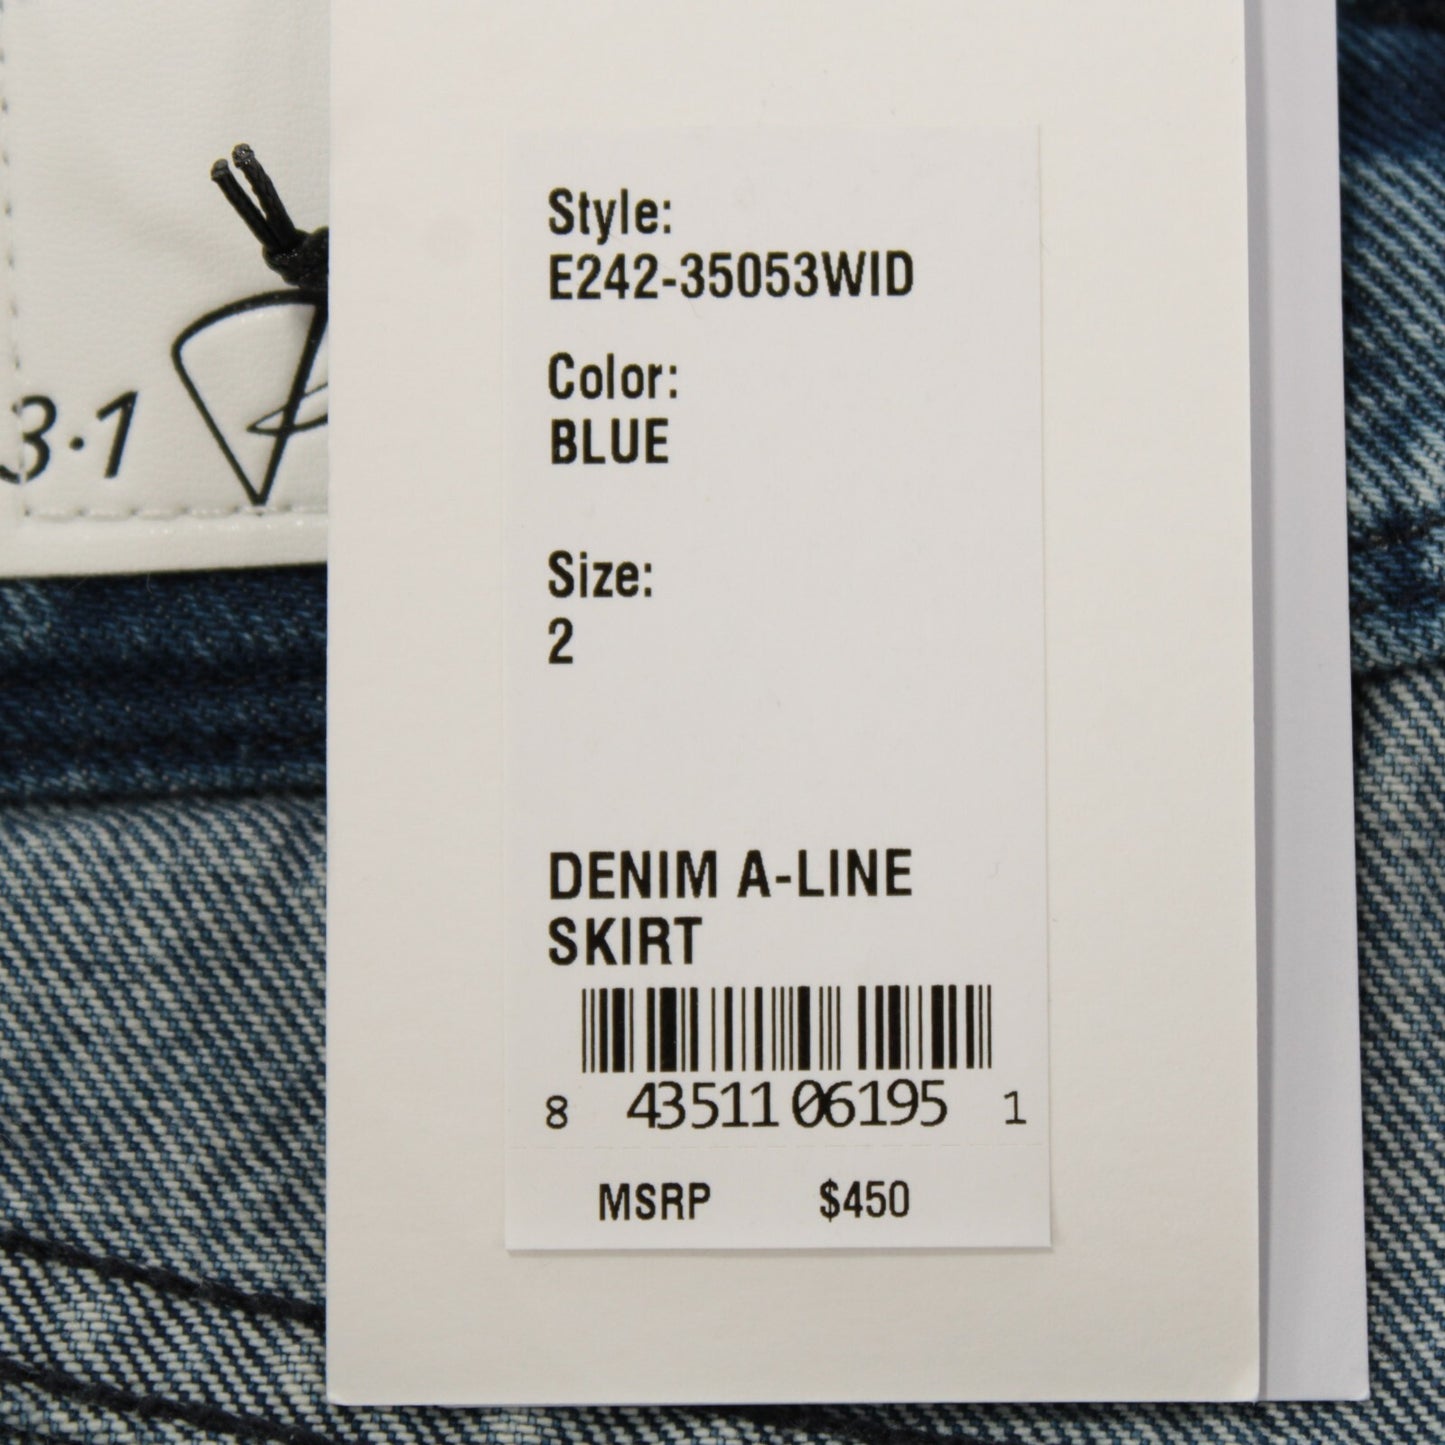 3.1
Style:
E242-35053WID
Color:
BLUE
Size:
2
DENIM A-LINE
SKIRT
8 43511 06195 1
MSRP $450